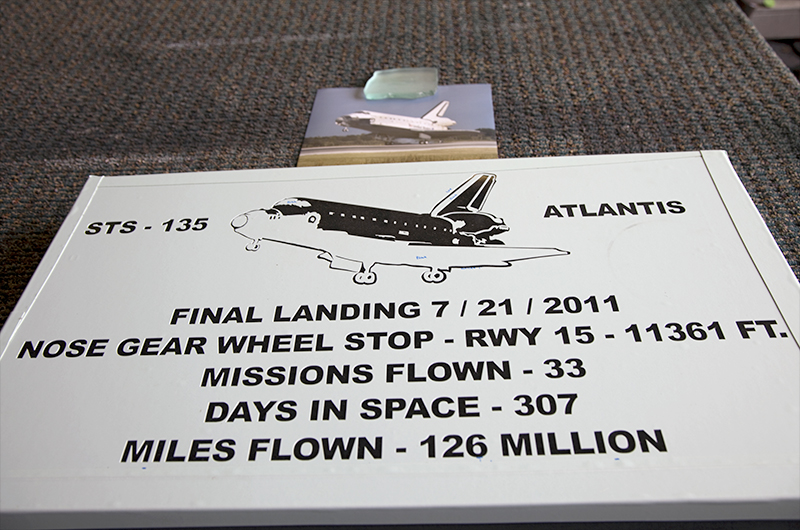 STS - 135
ATLANTIS
FINAL LANDING 7 / 21 / 2011
NOSE GEAR WHEEL STOP - RWY 15 - 11361 FT.
MISSIONS FLOWN - 33
DAYS IN SPACE - 307
MILES FLOWN - 126 MILLION